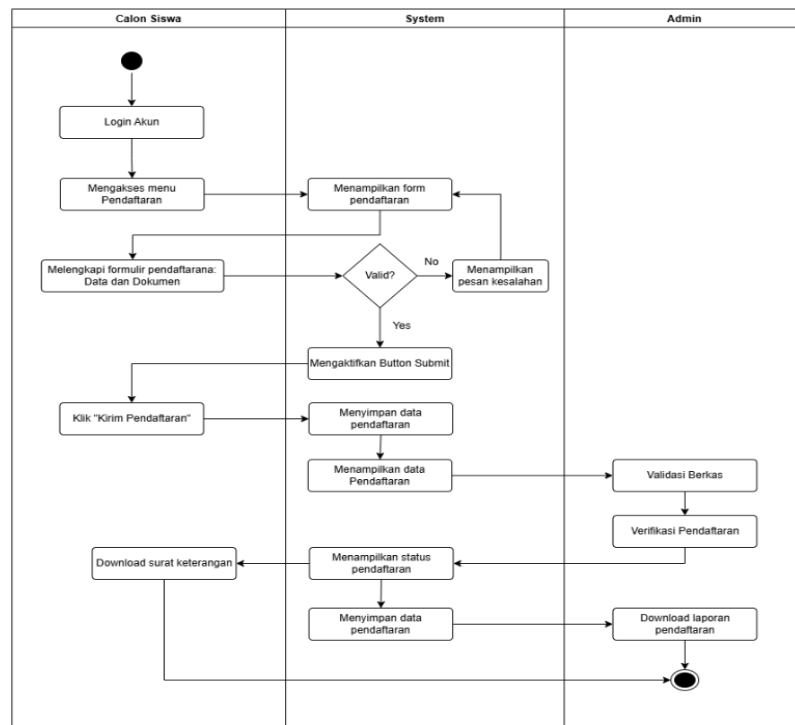 Calon Siswa
System
Admin
Login Akun
Mengakses menu
Pendaftaran
Menampilkan form
pendaftaran
Melengkapi formulir pendaftarana:
Data dan Dokumen
Valid?
No
Menampilkan
pesan kesalahan
Yes
Mengaktifkan Button Submit
Klik "Kirim Pendaftaran"
Menyimpan data
pendaftaran
Menampilkan data
Pendaftaran
Validasi Berkas
Verifikasi Pendaftaran
Download surat keterangan
Menampilkan status
pendaftaran
Menyimpan data
pendaftaran
Download laporan
pendaftaran